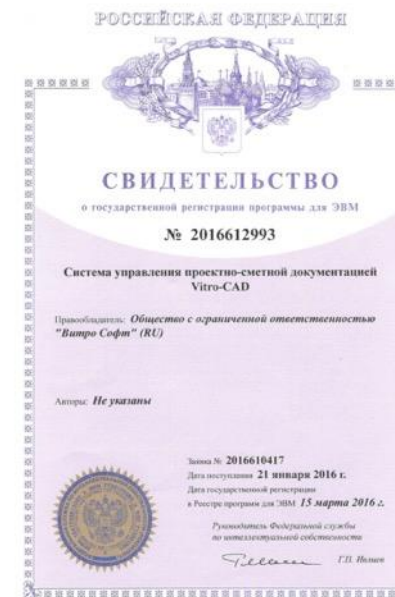 РОССИЙСКАЯ ФЕДЕРАЦИЯ
СВИДЕТЕЛЬСТВО
о государственной регистрации программы для ЭВМ
№ 2016612993
Система управления проектно-сметной документацией
Vitro-CAD
Правообладатель: Общество с ограниченной ответственностью
"Витро Софт" (RU)
Авторы: Не указаны
Заявка № 2016610417
Дата поступления 21 января 2016 г.
Дата государственной регистрации
в Реестре программ для ЭВМ 15 марта 2016 г.
Руководитель Федеральной службы
по интеллектуальной собственности
Г.П. Ивлиев